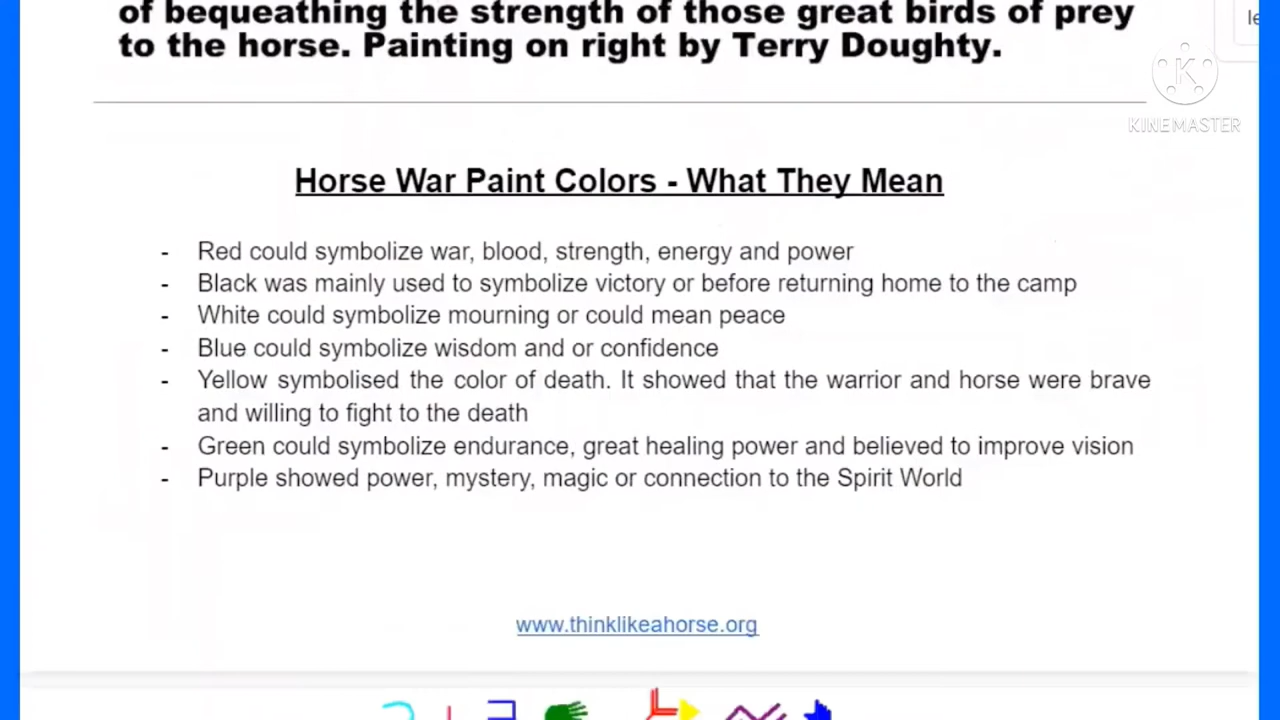 of bequeathing the strength of those great birds of prey
to the horse. Painting on right by Terry Doughty.
le
KINEMASTER
Horse War Paint Colors - What They Mean
- Red could symbolize war, blood, strength, energy and power
- Black was mainly used to symbolize victory or before returning home to the camp
- White could symbolize mourning or could mean peace
- Blue could symbolize wisdom and or confidence
- Yellow symbolised the color of death. It showed that the warrior and horse were brave
and willing to fight to the death
- Green could symbolize endurance, great healing power and believed to improve vision
- Purple showed power, mystery, magic or connection to the Spirit World
www.thinklikeahorse.org